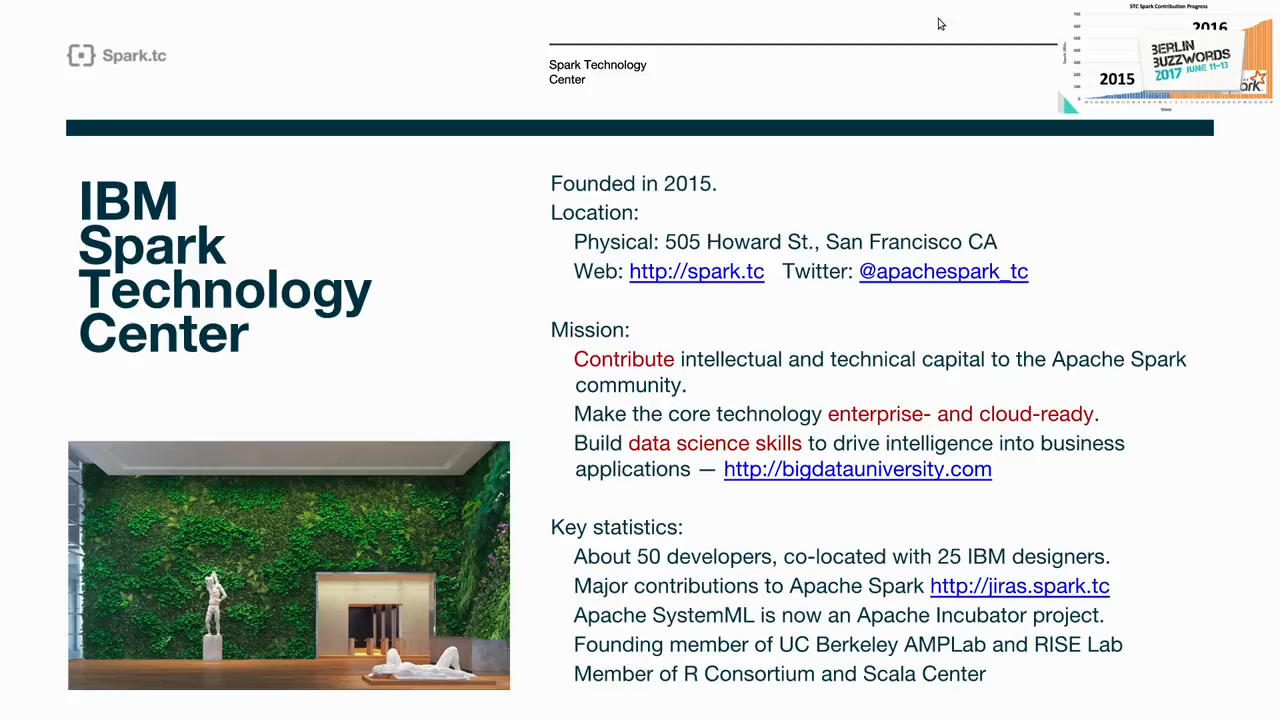 Spark.tc
Spark Technology
Center
STC Spark Contribution Progress
2016
2015
BERLIN
BUZZWORDS
2017 JUNE 11-13
IBM
Spark
Technology
Center
Founded in 2015.
Location:
Physical: 505 Howard St., San Francisco CA
Web: http://spark.tc Twitter: @apachespark_tc
Mission:
Contribute intellectual and technical capital to the Apache Spark
community.
Make the core technology enterprise- and cloud-ready.
Build data science skills to drive intelligence into business
applications — http://bigdatauniversity.com
Key statistics:
About 50 developers, co-located with 25 IBM designers.
Major contributions to Apache Spark http://jiras.spark.tc
Apache SystemML is now an Apache Incubator project.
Founding member of UC Berkeley AMPLab and RISE Lab
Member of R Consortium and Scala Center